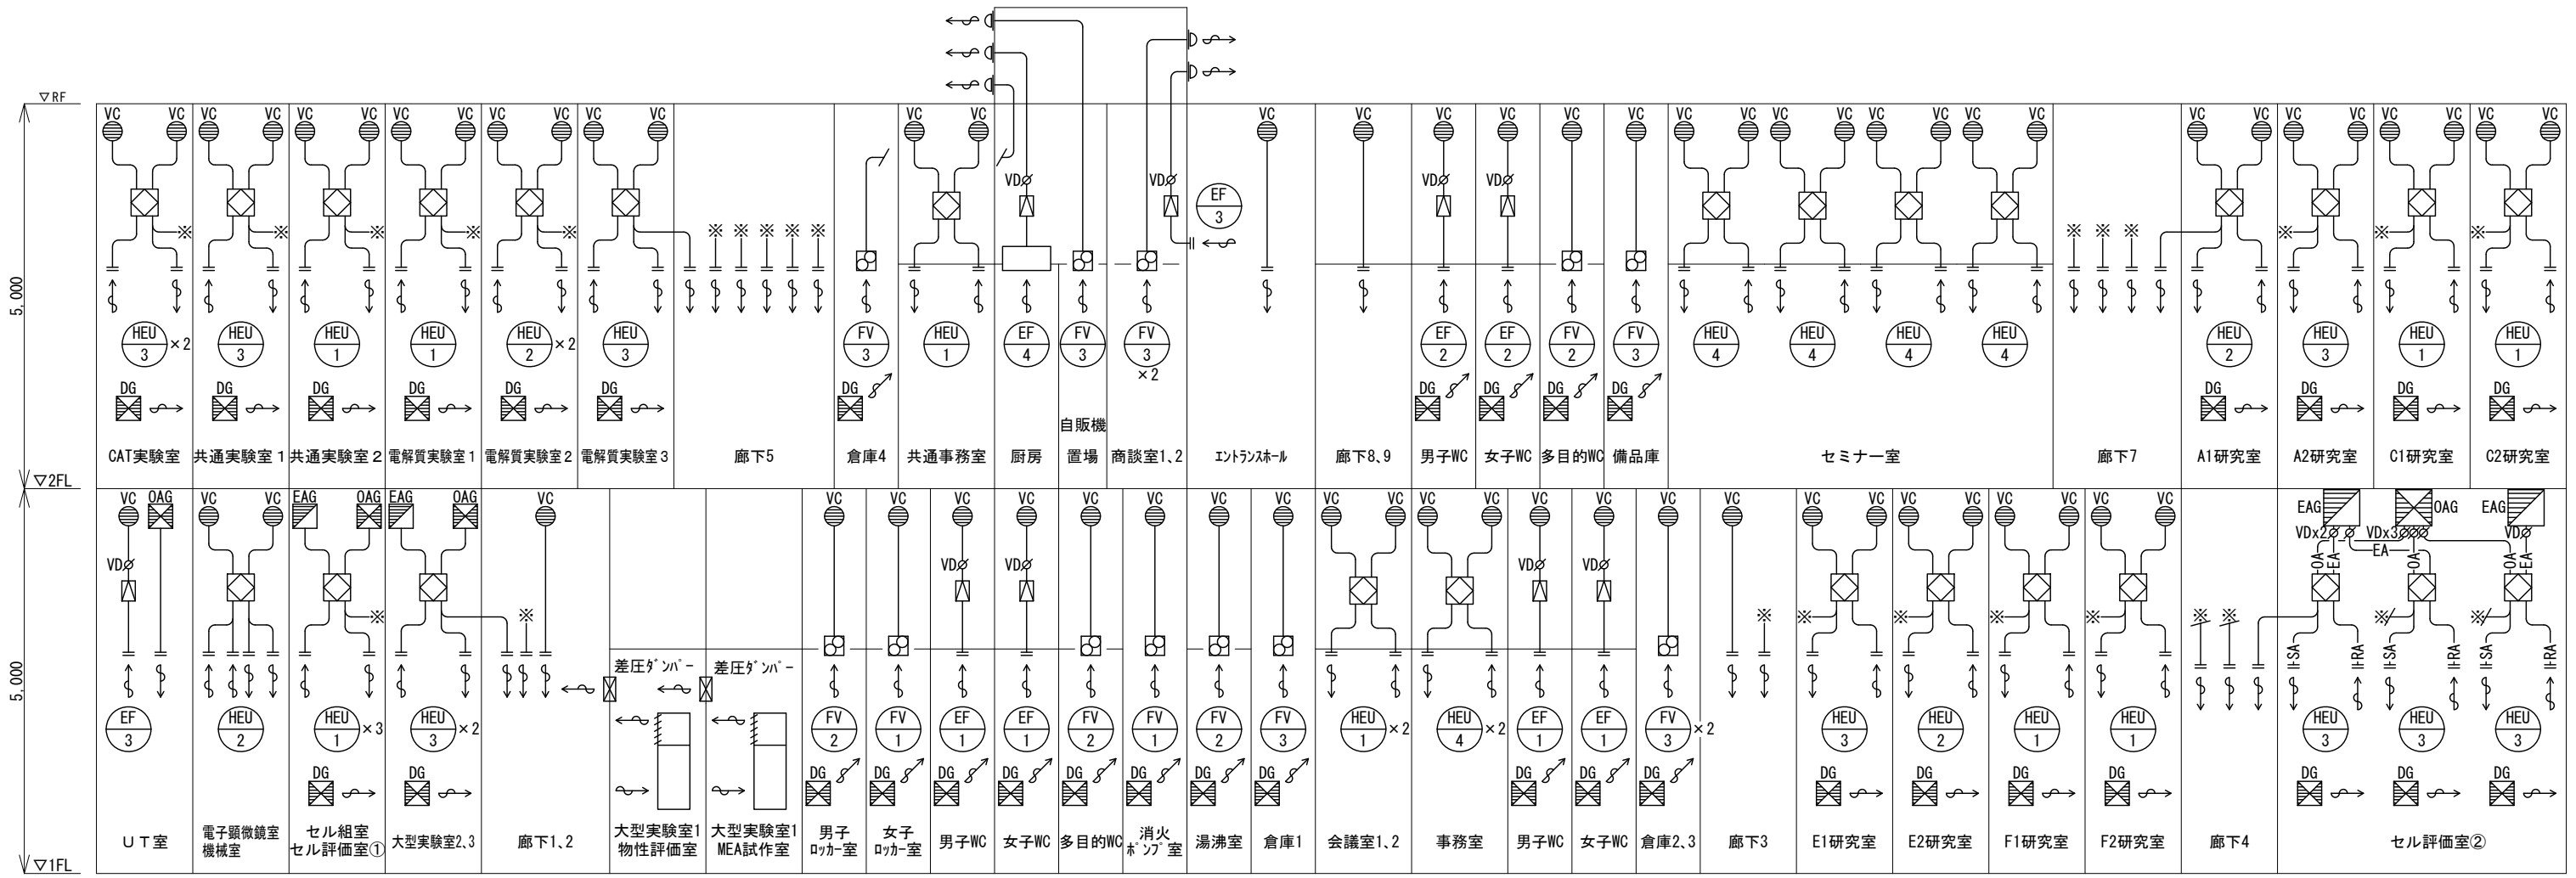 ▽RF
VC VC VC VC VC VC VC VC VC VC VC VC VC VC VC VC VC VC VC VC VC VC VC VC VC VC VC VC VC VC VC VC VC VC VC VC
VD VD EF 3 VD VD
※ ※ ※ ※ ※ ※ ※ ※ ※ ※ ※ ※ ※ ※ ※ ※
5,000
HEU 3 ×2
HEU 3
HEU 1
HEU 1
HEU 2 ×2
HEU 3
FV 3
HEU 1
EF 4
FV 3
FV 3 ×2
EF 2
EF 2
FV 2
FV 3
HEU 4
HEU 4
HEU 4
HEU 4
HEU 2
HEU 3
HEU 1
HEU 1
DG DG DG DG DG DG DG DG DG DG DG DG DG DG DG
CAT実験室
共通実験室1
共通実験室2
電解質実験室1
電解質実験室2
電解質実験室3
廊下5
倉庫4
共通事務室
厨房
自販機
置場
商談室1、2
エントランスホール
廊下8、9
男子WC
女子WC
多目的WC
備品庫
セミナー室
廊下7
A1研究室
A2研究室
C1研究室
C2研究室
▽2FL
VC OAG VC VC EAG OAG EAG OAG VC VC VC VC VC VC VC VC VC VC VC VC VC VC VC VC VC VC VC VC VC VC VC VC VC EAG OAG EAG
VD VD VD VD VD VDx2 VDx3 VD
OA EA EA OA OA EA
※ ※ ※ ※ ※ ※ ※ ※ ※ ※ ※
SA RA SA RA SA RA
5,000
差圧ダンパー
差圧ダンパー
EF 3
HEU 2
HEU 1 ×3
HEU 3 ×2
FV 2
FV 1
EF 1
EF 1
FV 2
FV 1
FV 2
FV 3
HEU 1 ×2
HEU 4 ×2
EF 1
EF 1
FV 3 ×2
HEU 3
HEU 2
HEU 1
HEU 1
HEU 3
HEU 3
HEU 3
DG DG DG DG DG DG DG DG DG DG DG DG DG DG DG DG DG DG DG DG
UT室
電子顕微鏡室
機械室
セル組室
セル評価室①
大型実験室2、3
廊下1、2
大型実験室1
物性評価室
大型実験室1
MEA試作室
男子
ロッカー室
女子
ロッカー室
男子WC
女子WC
多目的WC
消火
ポンプ室
湯沸室
倉庫1
会議室1、2
事務室
男子WC
女子WC
倉庫2、3
廊下3
E1研究室
E2研究室
F1研究室
F2研究室
廊下4
セル評価室②
▽1FL